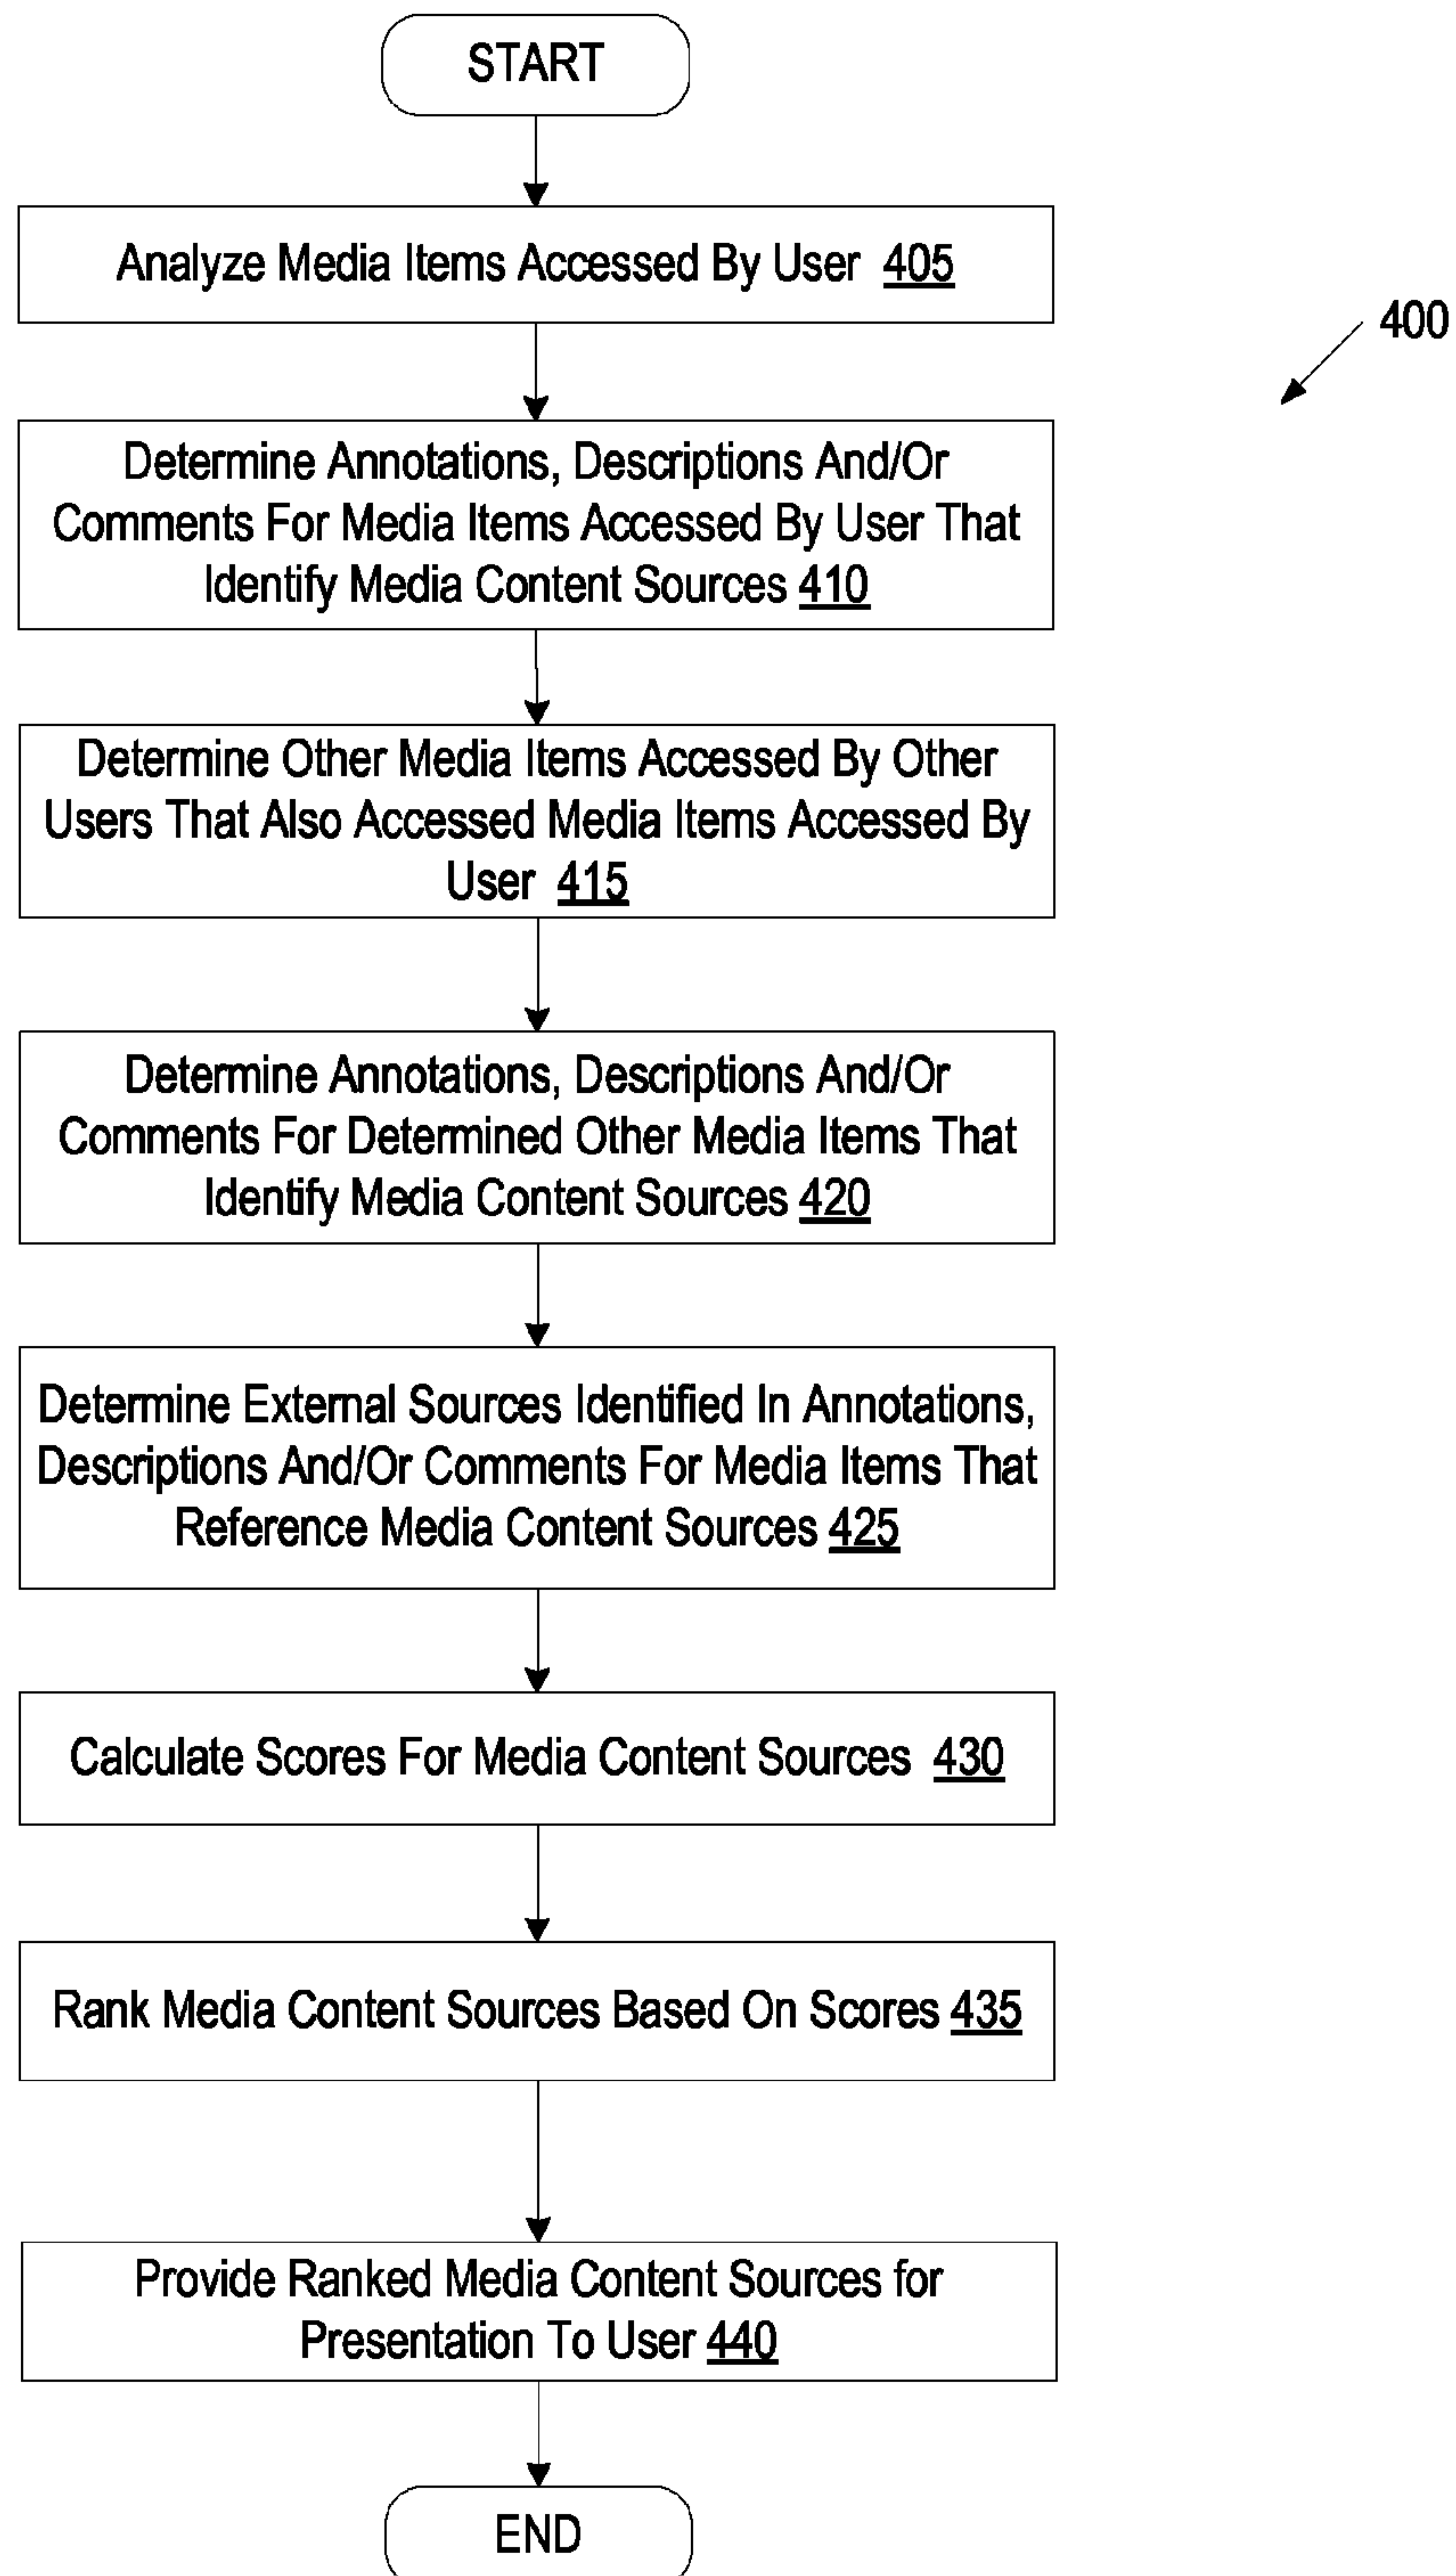 START
Analyze Media Items Accessed By User 405
400
Determine Annotations, Descriptions And/Or
Comments For Media Items Accessed By User That
Identify Media Content Sources 410
Determine Other Media Items Accessed By Other
Users That Also Accessed Media Items Accessed By
User 415
Determine Annotations, Descriptions And/Or
Comments For Determined Other Media Items That
Identify Media Content Sources 420
Determine External Sources Identified In Annotations,
Descriptions And/Or Comments For Media Items That
Reference Media Content Sources 425
Calculate Scores For Media Content Sources 430
Rank Media Content Sources Based On Scores 435
Provide Ranked Media Content Sources for
Presentation To User 440
END